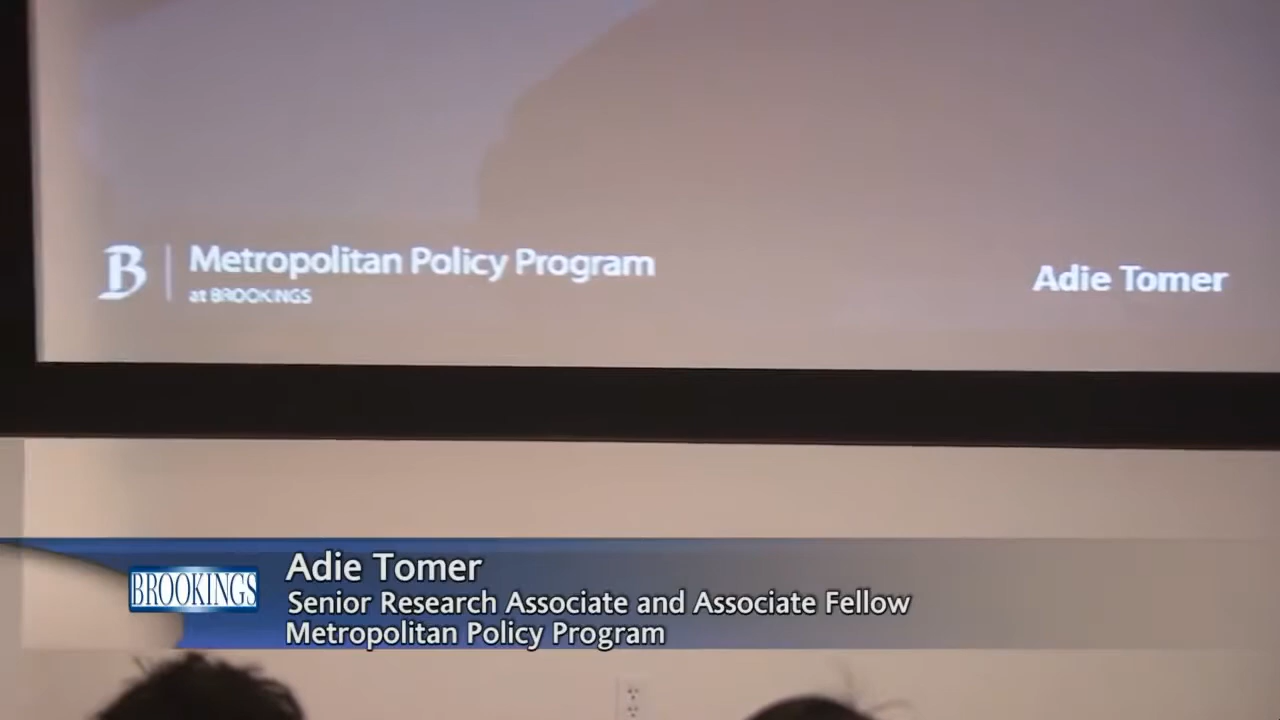 B
Metropolitan Policy Program
at BROOKINGS
Adie Tomer
BROOKINGS
Adie Tomer
Senior Research Associate and Associate Fellow
Metropolitan Policy Program